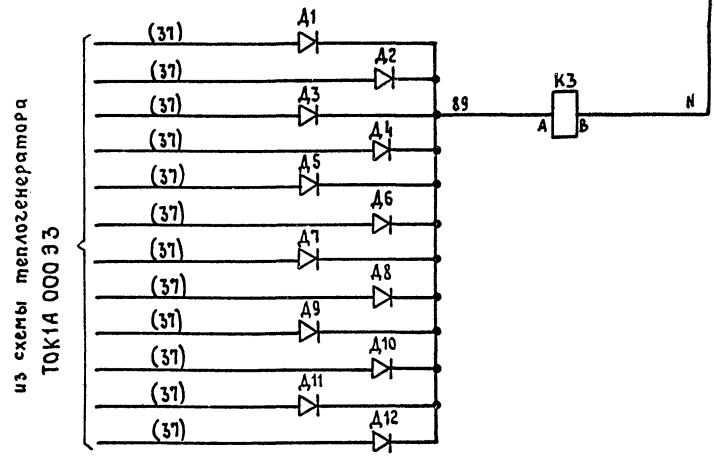 из схемы теплогенератора
ТОК1А 000 ЭЗ
(37) Д1
(37) Д2
(37) Д3 89 К3 N
А В
(37) Д4
(37) Д5
(37) Д6
(37) Д7
(37) Д8
(37) Д9
(37) Д10
(37) Д11
(37) Д12